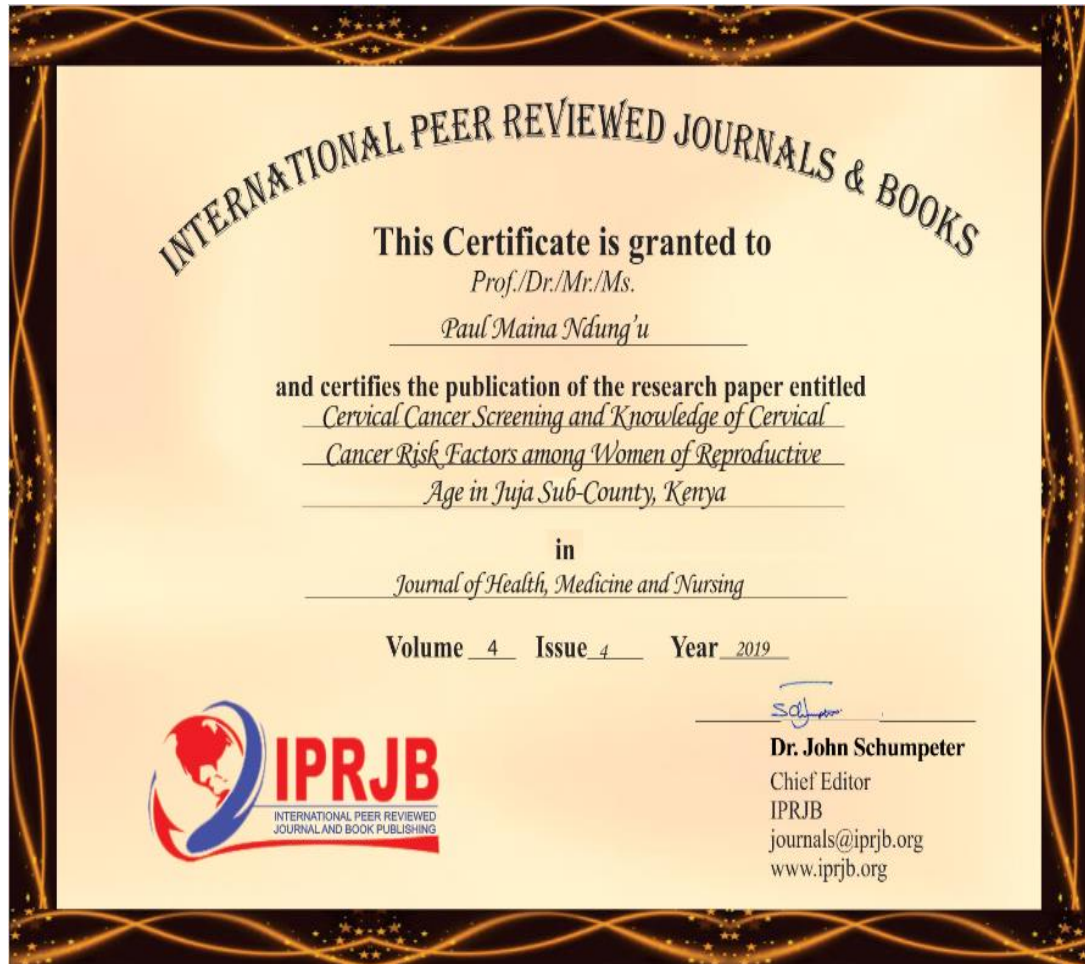 INTERNATIONAL PEER REVIEWED JOURNALS & BOOKS
This Certificate is granted to
Prof./Dr./Mr./Ms.
Paul Maina Ndung'u
and certifies the publication of the research paper entitled
Cervical Cancer Screening and Knowledge of Cervical
Cancer Risk Factors among Women of Reproductive
Age in Juja Sub-County, Kenya
in
Journal of Health, Medicine and Nursing
Volume 4 Issue 4 Year 2019
IPRJB
INTERNATIONAL PEER REVIEWED
JOURNAL AND BOOK PUBLISHING
Dr. John Schumpeter
Chief Editor
IPRJB
journals@iprjb.org
www.iprjb.org